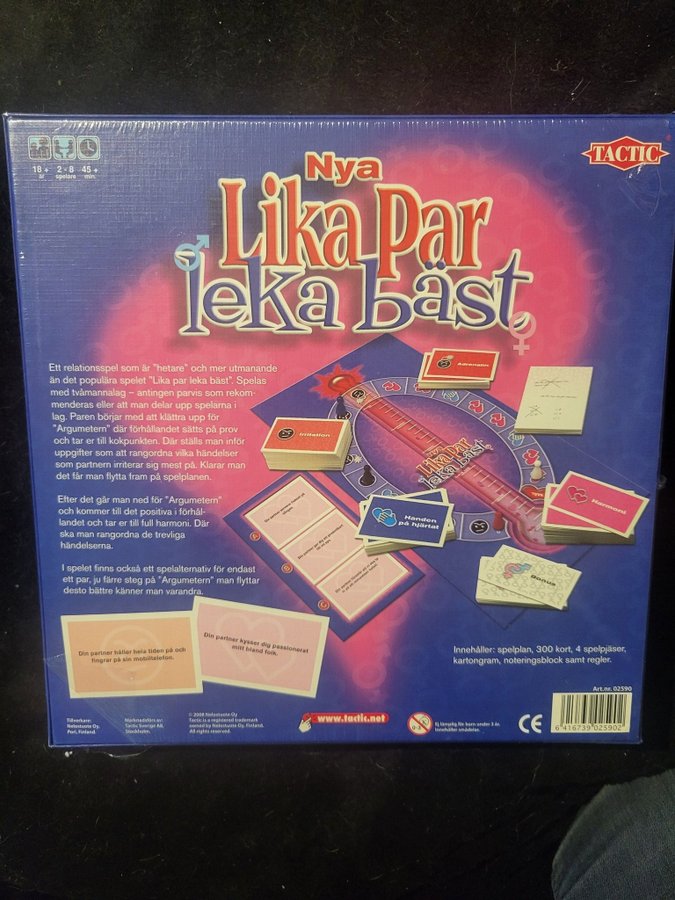 18+ år
2-8 spelare
45+ min.
TACTIC
Nya
Lika Par
leka bäst
Ett relationsspel som är "hetare" och mer utmanande
än det populära spelet "Lika par leka bäst". Spelas
med tvåmannalag – antingen parvis som rekom-
menderas eller att man delar upp spelarna i
lag. Paren börjar med att klättra upp för
"Argumetern" där förhållandet sätts på prov
och tar er till kokpunkten. Där ställs man inför
uppgifter som att rangordna vilka händelser
som partnern irriterar sig mest på. Klarar man
det får man flytta fram på spelplanen.
Efter det går man ned för "Argumetern"
och kommer till det positiva i förhål-
landet och tar er till full harmoni. Där
ska man rangordna de trevliga
händelserna.
I spelet finns också ett spelalternativ för endast
ett par, ju färre steg på "Argumetern" man flyttar
desto bättre känner man varandra.
Adrenalin
Irritation
Lika Par
leka bäst
Handen
på hjärtat
Harmoni
Bonus
A
B
C
Din partner håller hela tiden på och
fingrar på sin mobiltelefon.
Din partner kysser dig passionerat
mitt bland folk.
Innehåller: spelplan, 300 kort, 4 spelpjäser,
kartongram, noteringsblock samt regler.
Art.nr. 02590
Tillverkare:
Nelostuote Oy,
Pori, Finland.
Marknadsförs av:
Tactic Sverige AB,
Stockholm.
© 2008 Nelostuote Oy
Tactic is a registered trademark
owned by Nelostuote Oy, Finland.
All rights reserved.
www.tactic.net
0-3
Ej lämplig för barn under 3 år.
Innehåller smådelar.
CE
6 416739 025902